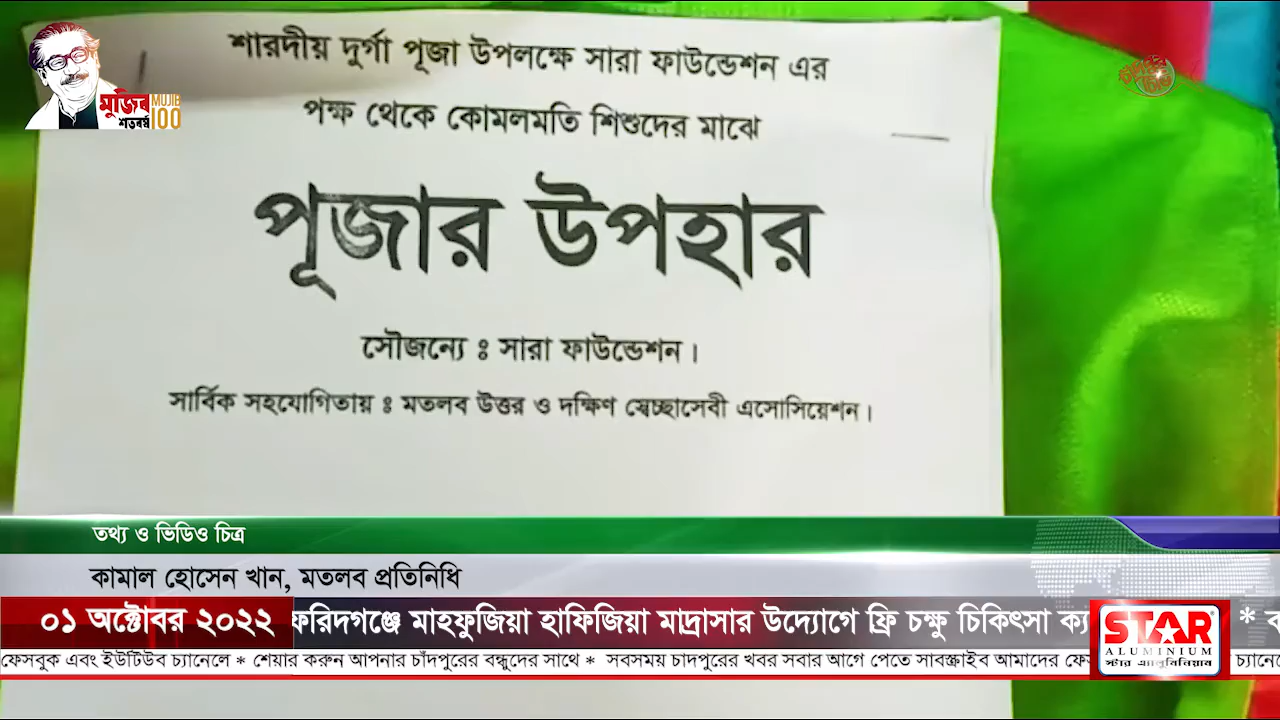 শারদীয় দুর্গা পূজা উপলক্ষে সারা ফাউন্ডেশন এর
পক্ষ থেকে কোমলমতি শিশুদের মাঝে
পূজার উপহার
সৌজন্যে ঃ সারা ফাউন্ডেশন।
সার্বিক সহযোগিতায় ঃ মতলব উত্তর ও দক্ষিণ স্বেচ্ছাসেবী এসোসিয়েশন।
মুজিব MUJIB
শতবর্ষ 100
তথ্য ও ভিডিও চিত্র
কামাল হোসেন খান, মতলব প্রতিনিধি
০১ অক্টোবর ২০২২ ফরিদগঞ্জে মাহফুজিয়া হাফিজিয়া মাদ্রাসার উদ্যোগে ফ্রি চক্ষু চিকিৎসা ক্য *
STAR
ALUMINIUM
স্টার এ্যালুমিনিয়াম
ফেসবুক এবং ইউটিউব চ্যানেলে * শেয়ার করুন আপনার চাঁদপুরের বন্ধুদের সাথে * সবসময় চাদপুরের খবর সবার আগে পেতে সাবস্ক্রাইব আমাদের ফে